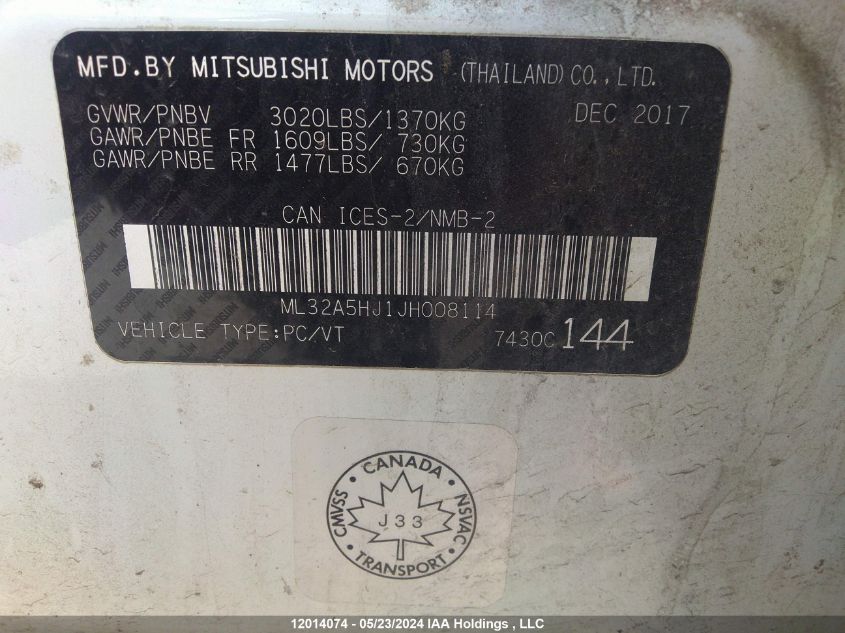 MFD.BY MITSUBISHI MOTORS (THAILAND) CO., LTD.
GVWR/PNBV 3020LBS/1370KG DEC 2017
GAWR/PNBE FR 1609LBS/ 730KG
GAWR/PNBE RR 1477LBS/ 670KG
CAN ICES-2/NMB-2
ML32A5HJ1JH008114
VEHICLE TYPE:PC/VT 7430C 144
CANADA
CMVSS J33 NSVAC
TRANSPORT
12014074 - 05/23/2024 IAA Holdings , LLC